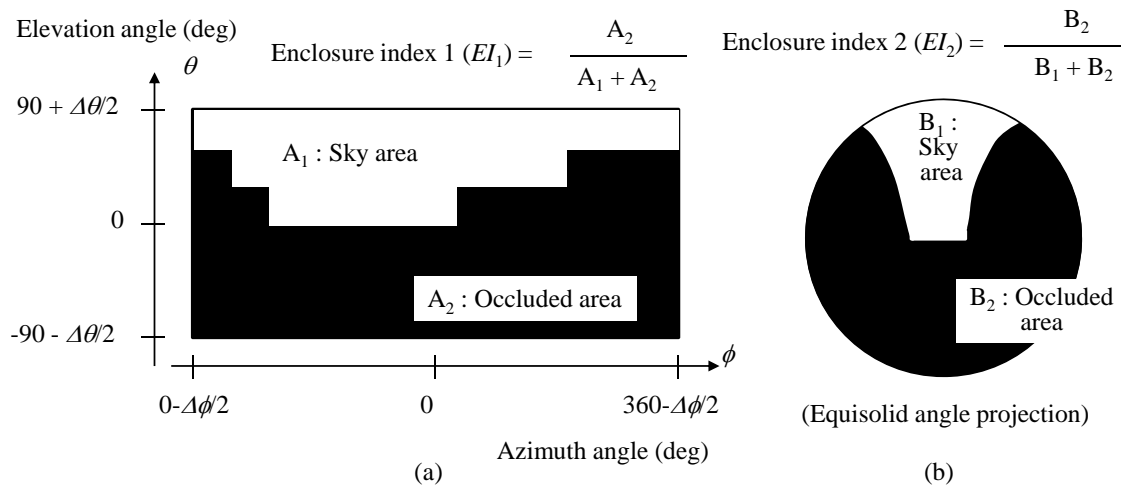 Elevation angle (deg)
θ
Enclosure index 1 (EI₁) = A₂ / A₁ + A₂
Enclosure index 2 (EI₂) = B₂ / B₁ + B₂
90 + Δθ/2
A₁ : Sky area
0
A₂ : Occluded area
-90 - Δθ/2
ϕ
0-Δϕ/2
0
360-Δϕ/2
Azimuth angle (deg)
(a)
B₁ :
Sky
area
B₂ : Occluded
area
(Equisolid angle projection)
(b)